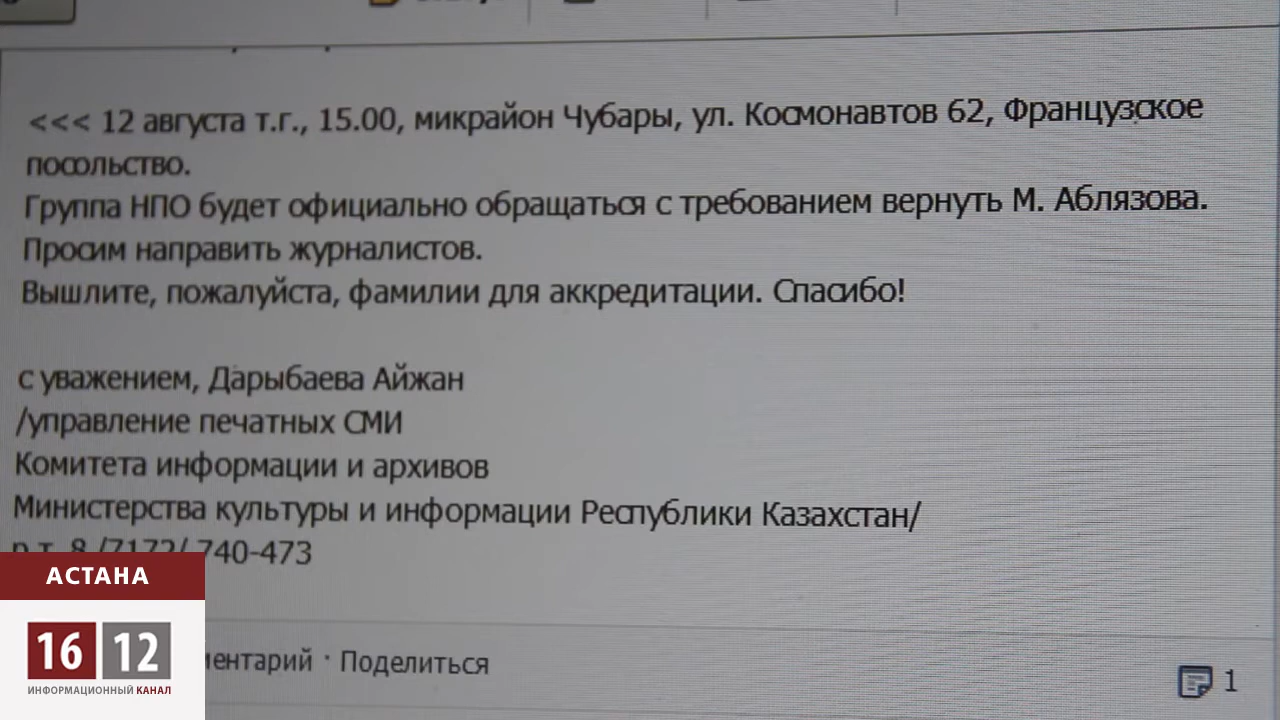 <<< 12 августа т.г., 15.00, микрайон Чубары, ул. Космонавтов 62, Французское
посольство.
Группа НПО будет официально обращаться с требованием вернуть М. Аблязова.
Просим направить журналистов.
Вышлите, пожалуйста, фамилии для аккредитации. Спасибо!
с уважением, Дарыбаева Айжан
/управление печатных СМИ
Комитета информации и архивов
Министерства культуры и информации Республики Казахстан/
р.т. 8 /7172/ 740-473
АСТАНА
16 12
ИНФОРМАЦИОННЫЙ КАНАЛ
· Поделиться
1